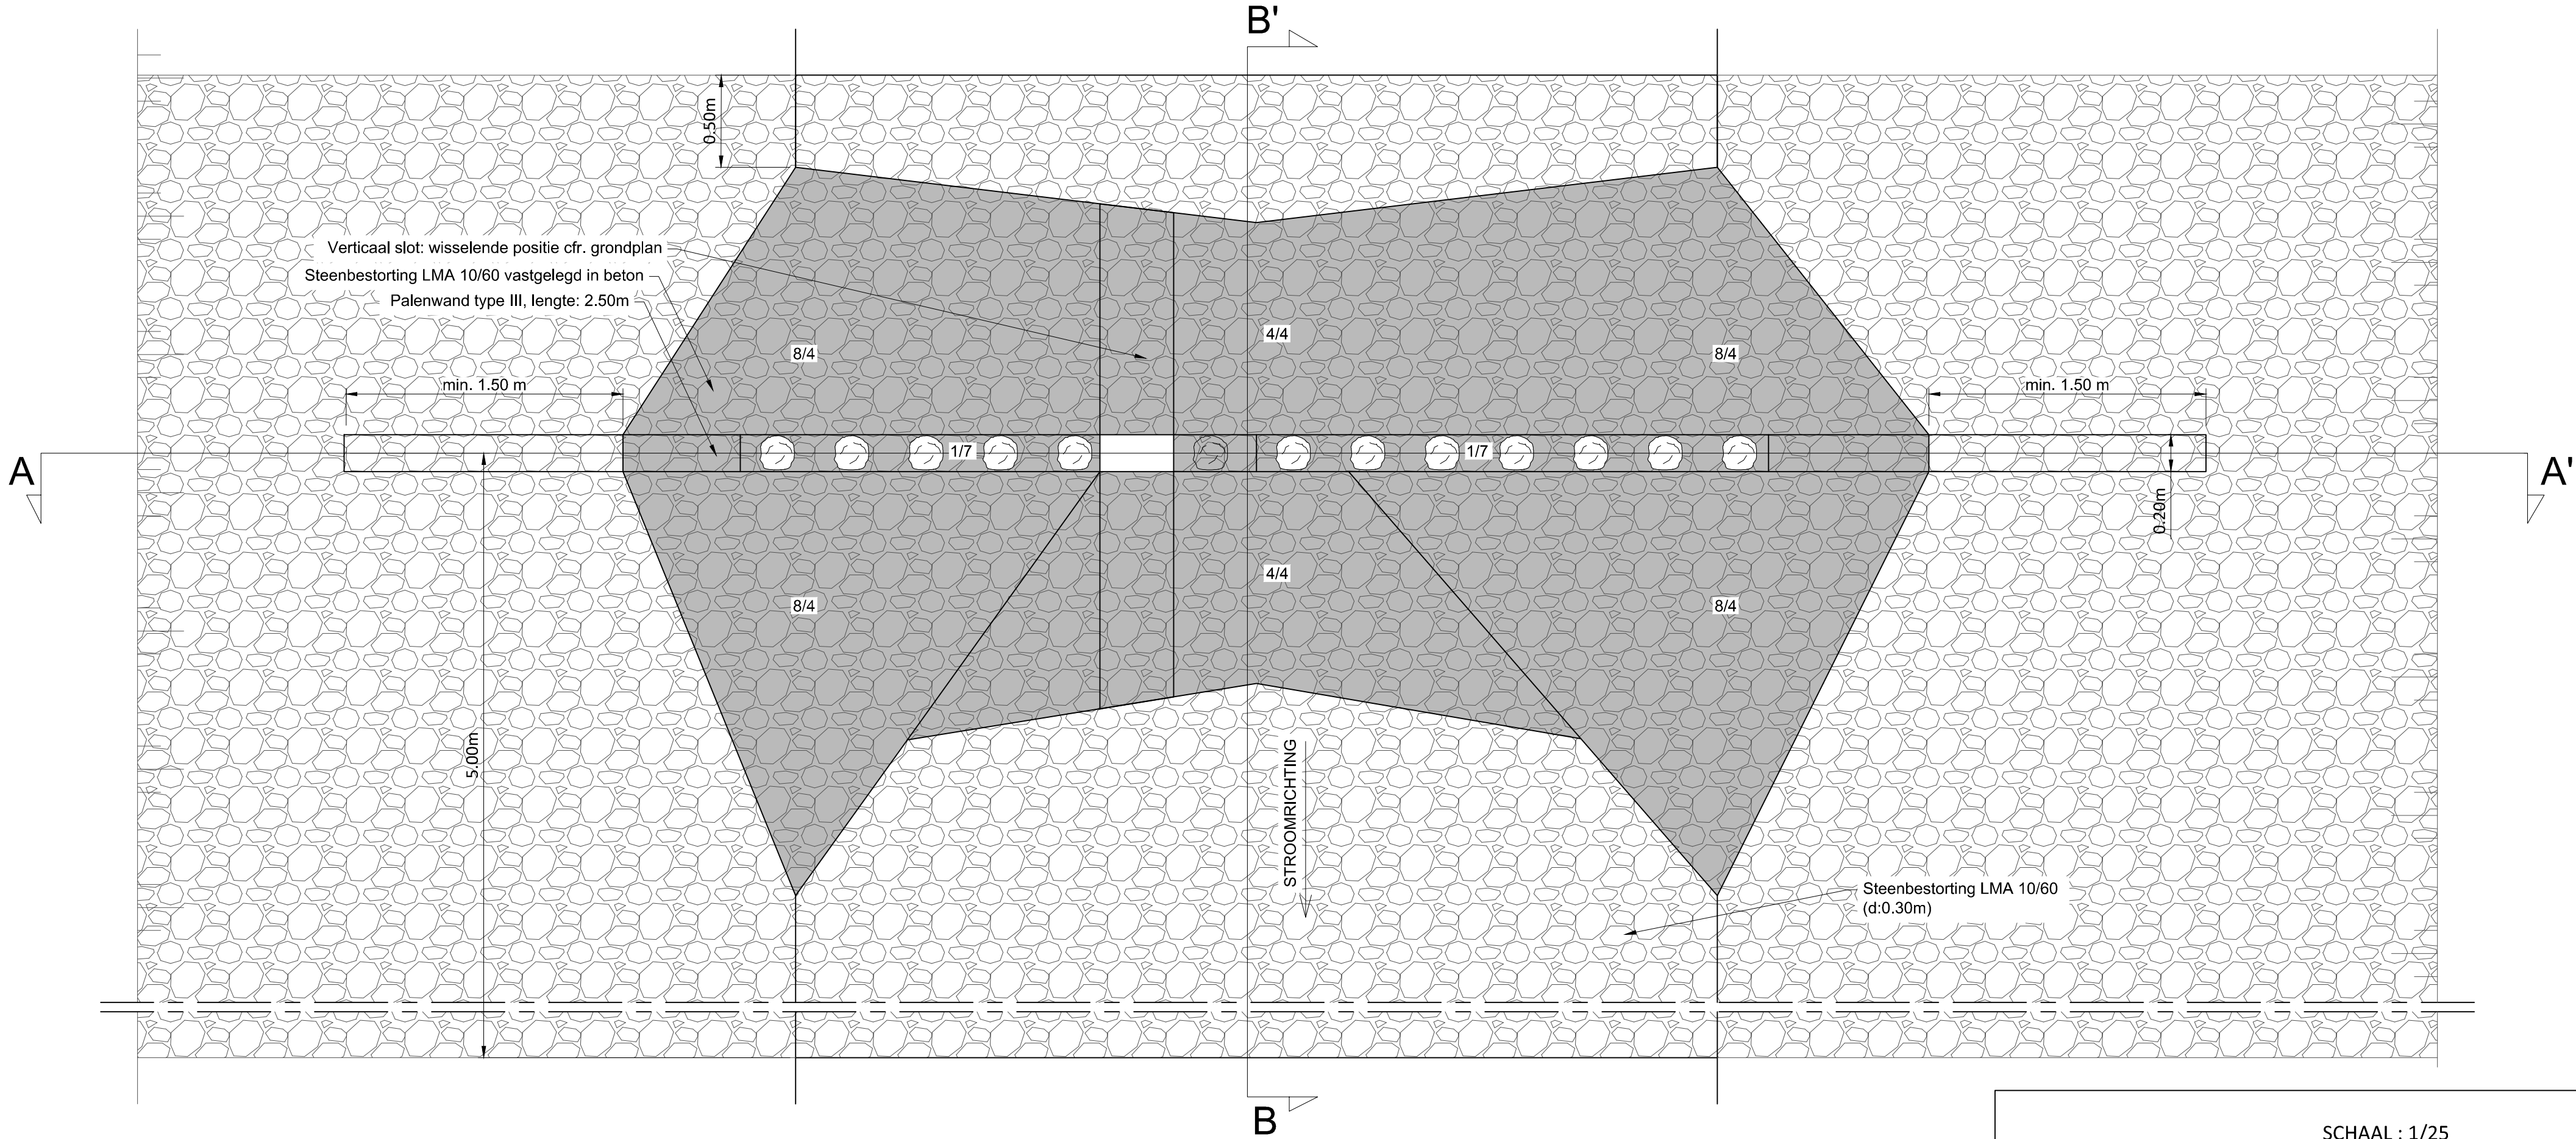 B'
0.50m
Verticaal slot: wisselende positie cfr. grondplan
Steenbestorting LMA 10/60 vastgelegd in beton
Palenwand type III, lengte: 2.50m
4/4
8/4
8/4
min. 1.50 m
min. 1.50 m
1/7
1/7
A
A'
0.20m
4/4
8/4
8/4
5.00m
STROOMRICHTING
Steenbestorting LMA 10/60
(d:0.30m)
B
SCHAAL : 1/25